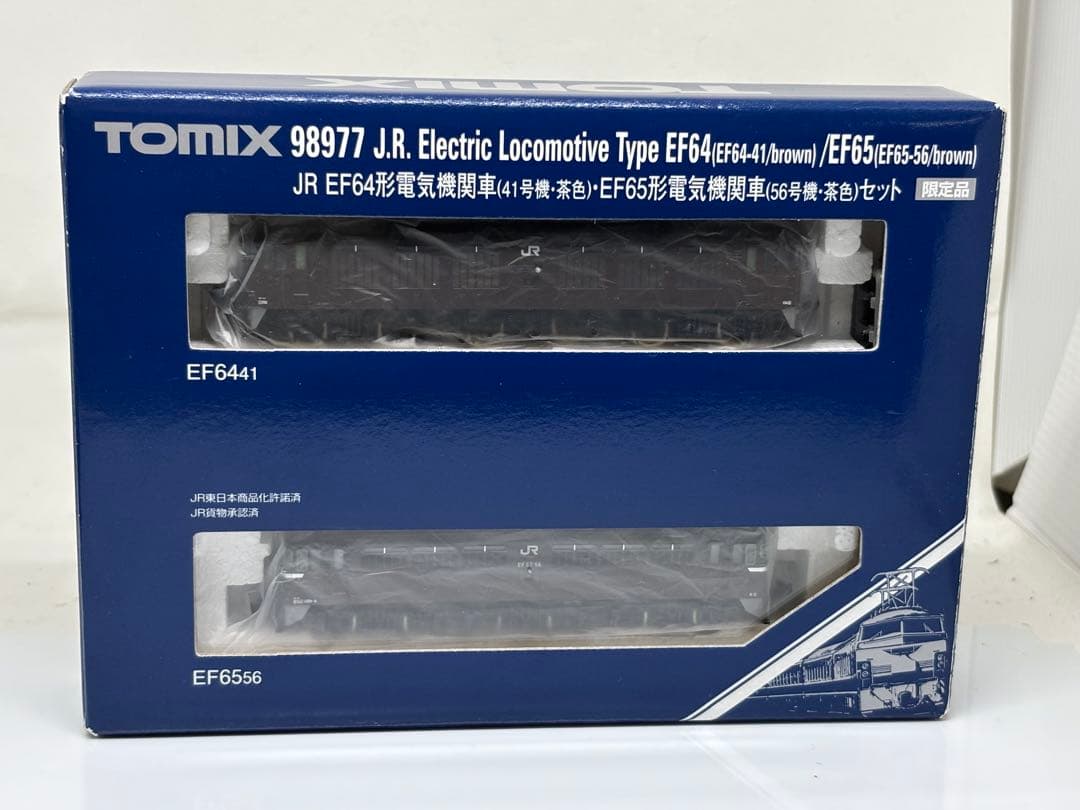 TOMIX
TOMIX 98977 J.R. Electric Locomotive Type EF64(EF64-41/brown) /EF65(EF65-56/brown)
JR EF64形電気機関車(41号機・茶色)・EF65形電気機関車(56号機・茶色)セット 限定品
JR
EF6441
JR東日本商品化許諾済
JR貨物承認済
JR
EF65 56
EF6556